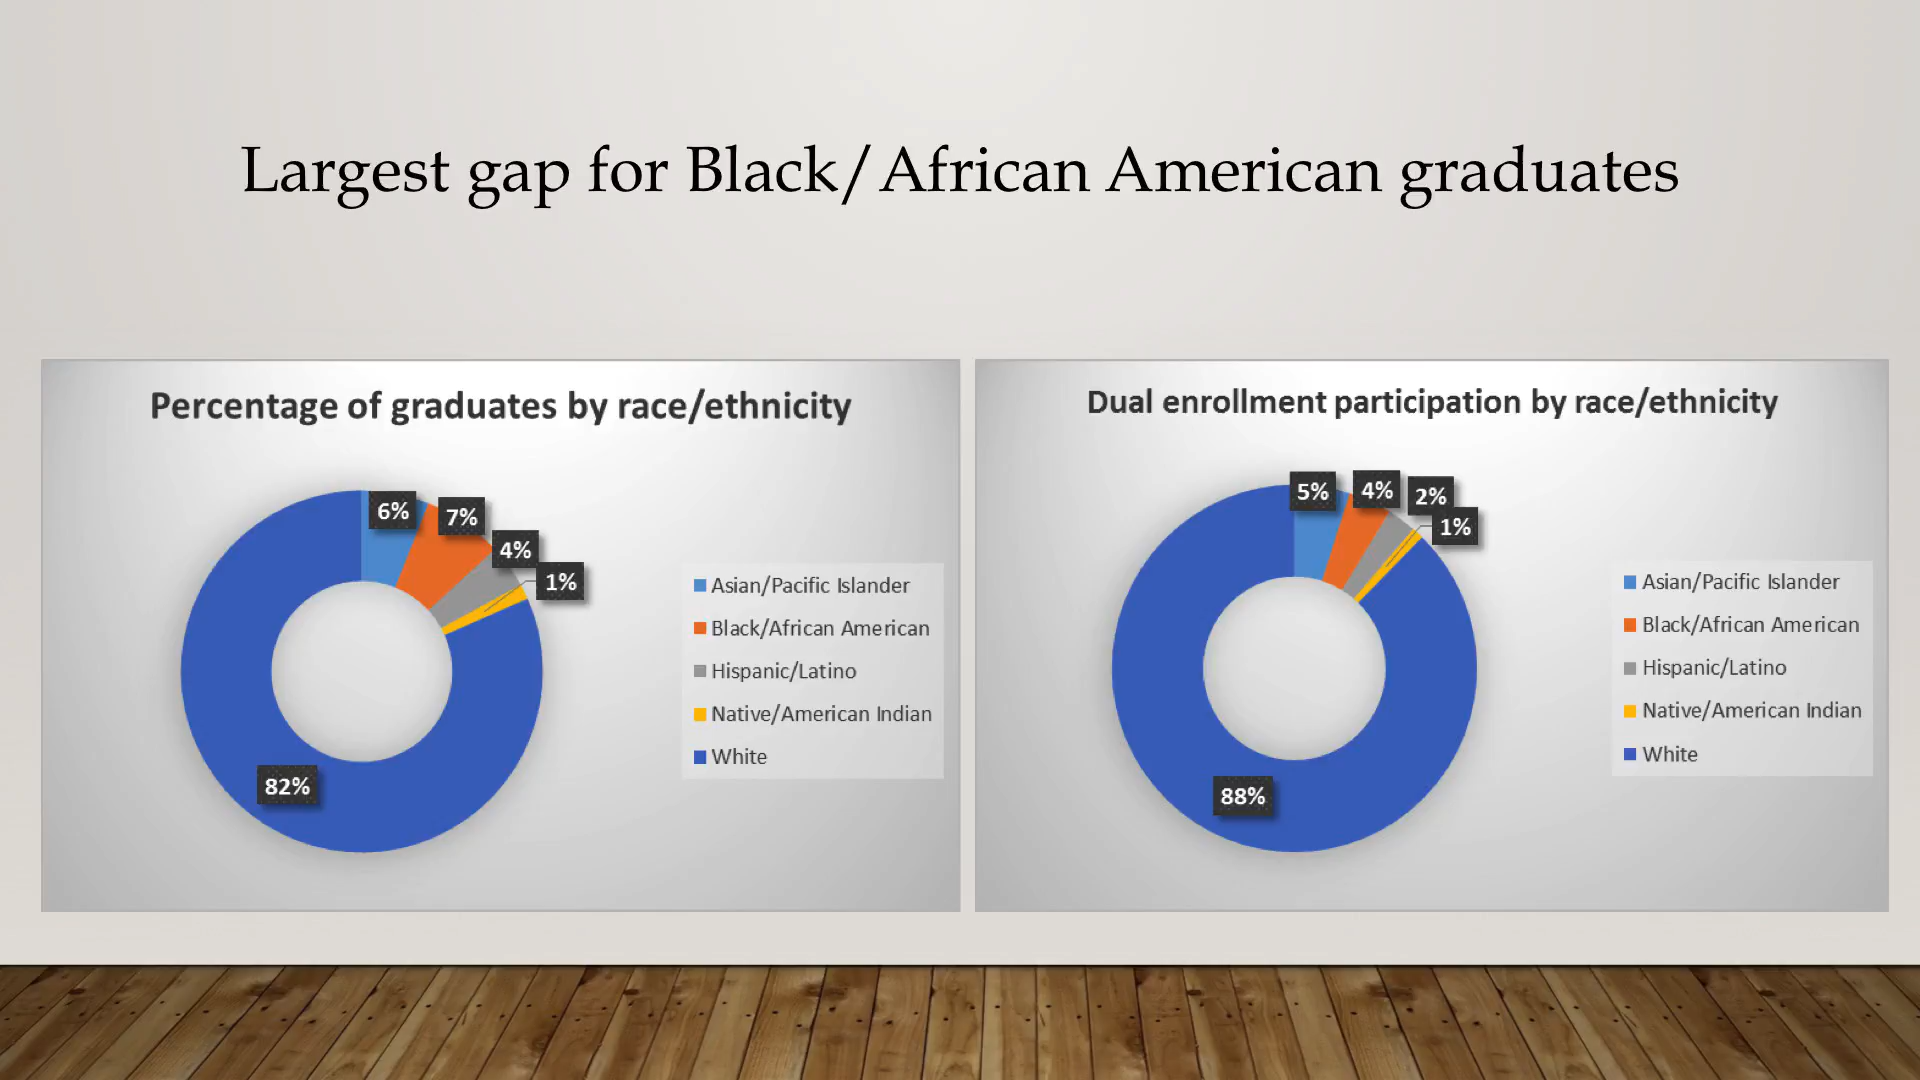 Largest gap for Black/African American graduates
Percentage of graduates by race/ethnicity
6%
7%
4%
1%
82%
Asian/Pacific Islander
Black/African American
Hispanic/Latino
Native/American Indian
White
Dual enrollment participation by race/ethnicity
5%
4%
2%
1%
88%
Asian/Pacific Islander
Black/African American
Hispanic/Latino
Native/American Indian
White